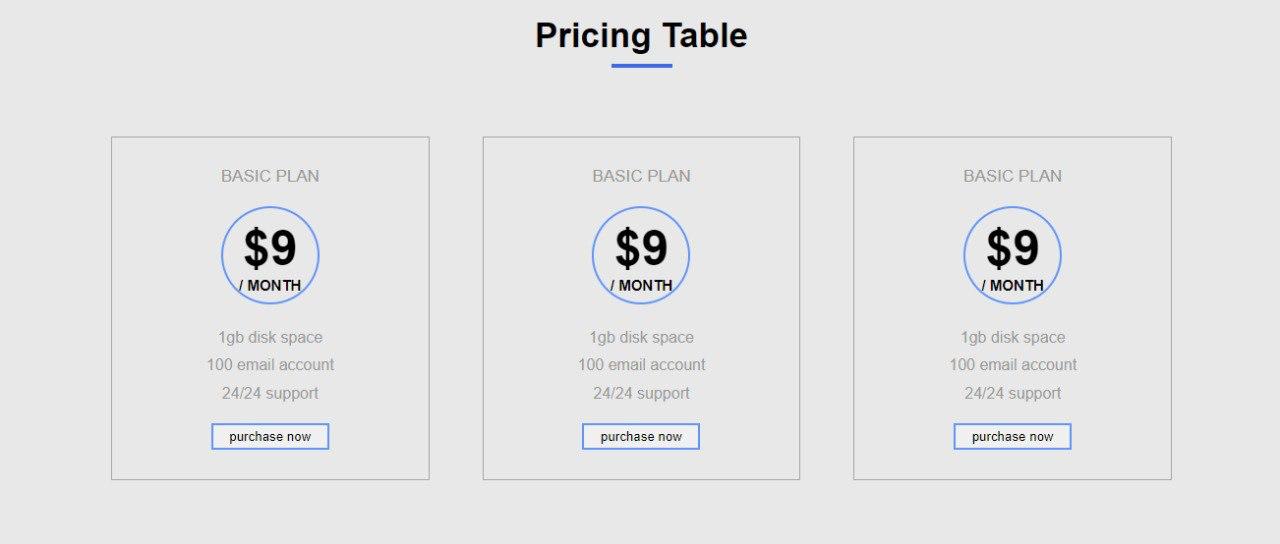 Pricing Table
BASIC PLAN
$9
/ MONTH
1gb disk space
100 email account
24/24 support
purchase now
BASIC PLAN
$9
/ MONTH
1gb disk space
100 email account
24/24 support
purchase now
BASIC PLAN
$9
/ MONTH
1gb disk space
100 email account
24/24 support
purchase now